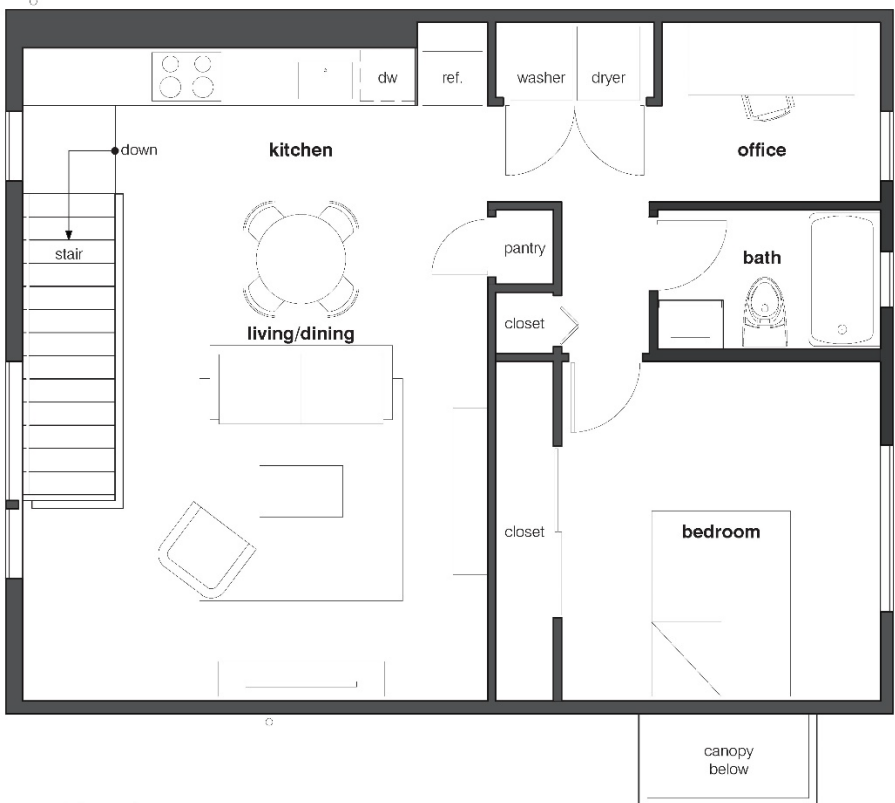 dw
ref.
washer
dryer
down
kitchen
office
stair
pantry
bath
closet
living/dining
closet
bedroom
canopy
below